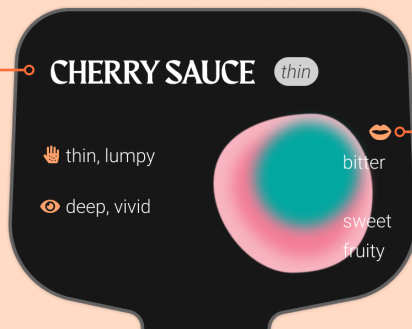 CHERRY SAUCE thin
thin, lumpy
bitter
deep, vivid
sweet
fruity